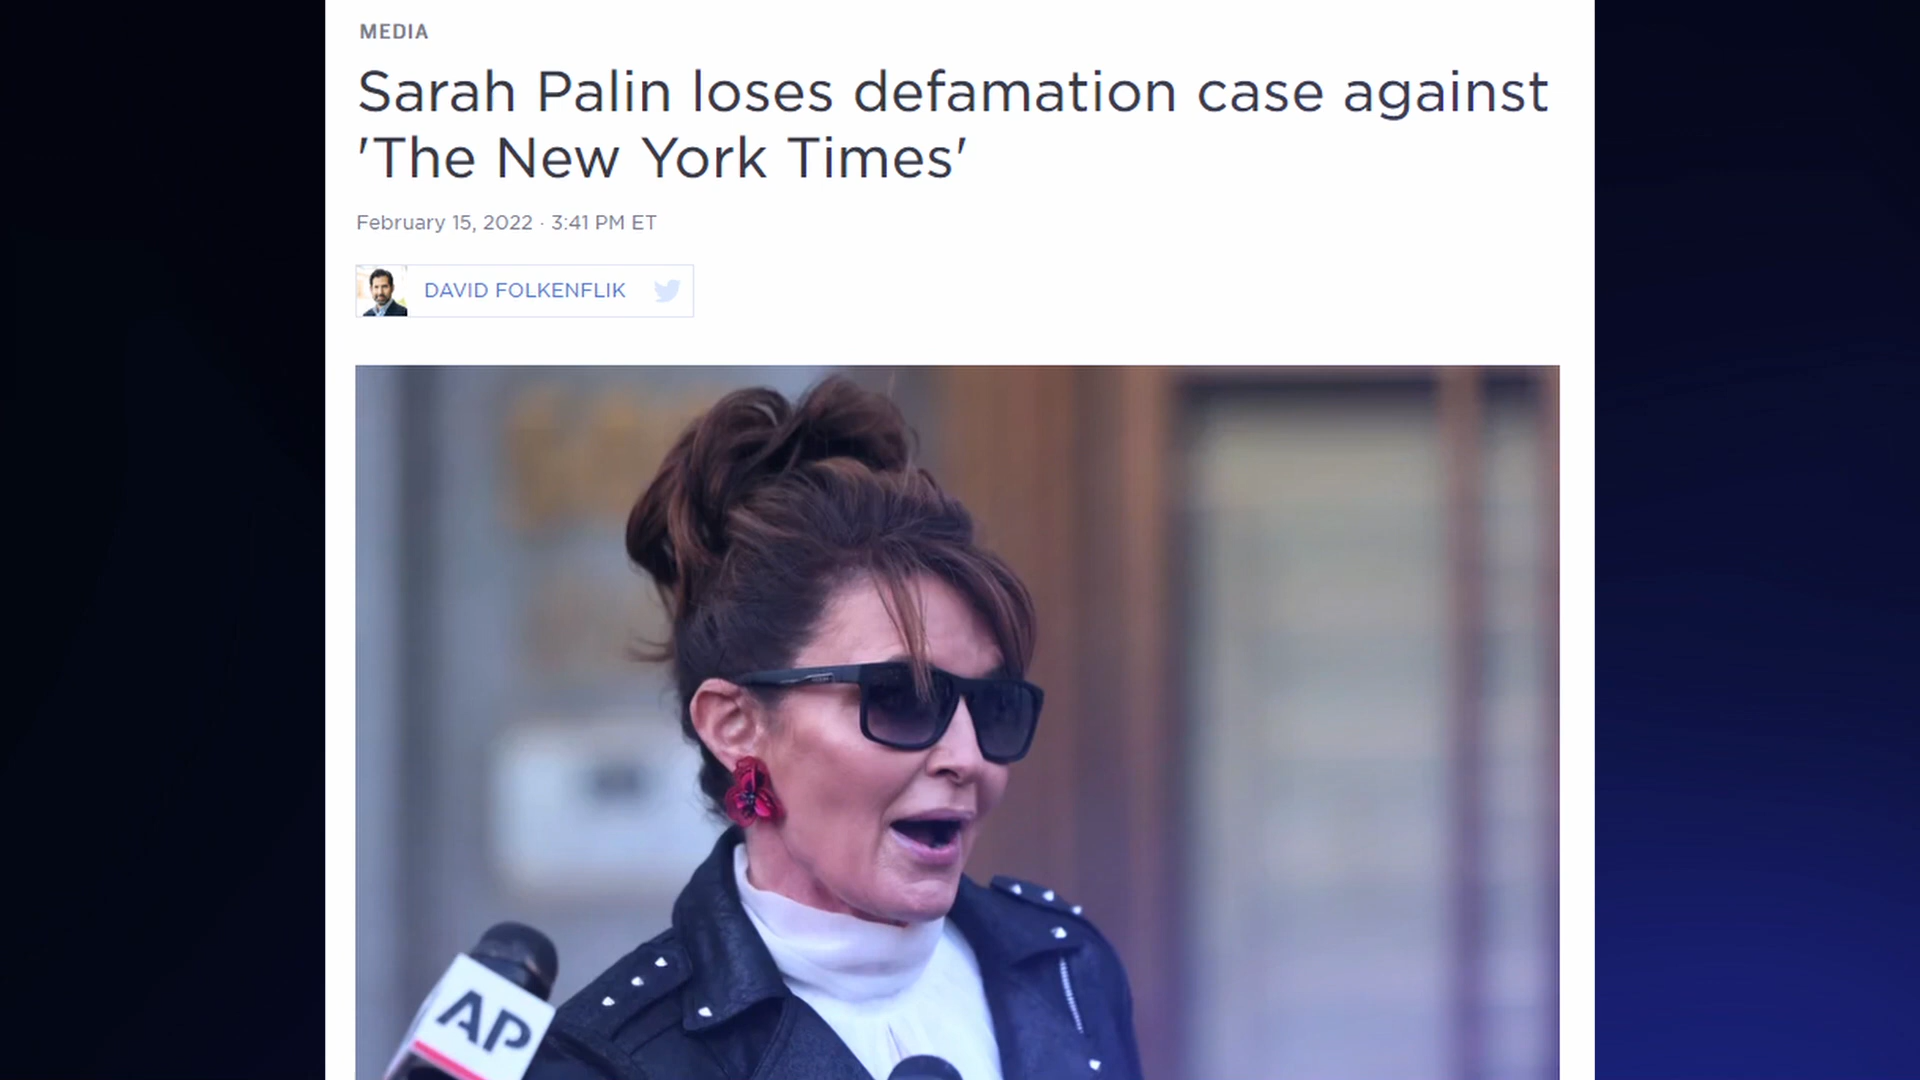 MEDIA
Sarah Palin loses defamation case against
'The New York Times'
February 15, 2022 · 3:41 PM ET
DAVID FOLKENFLIK
AP